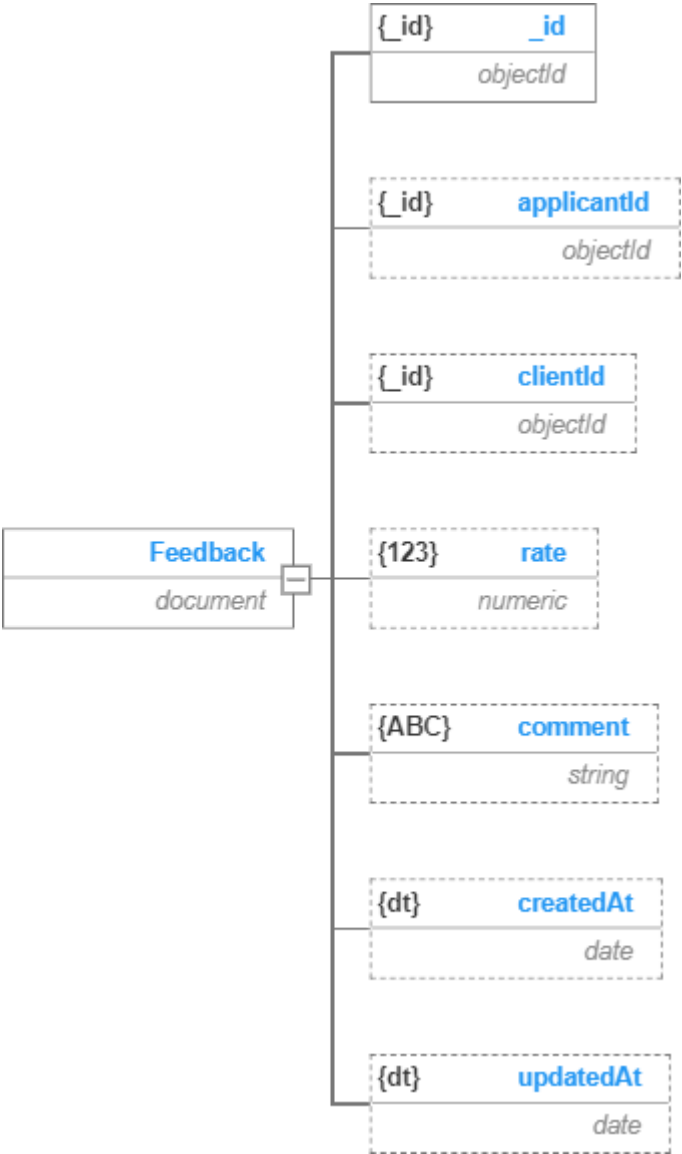 {_id} _id
objectId
{_id} applicantId
objectId
{_id} clientId
objectId
Feedback
document
{123} rate
numeric
{ABC} comment
string
{dt} createdAt
date
{dt} updatedAt
date